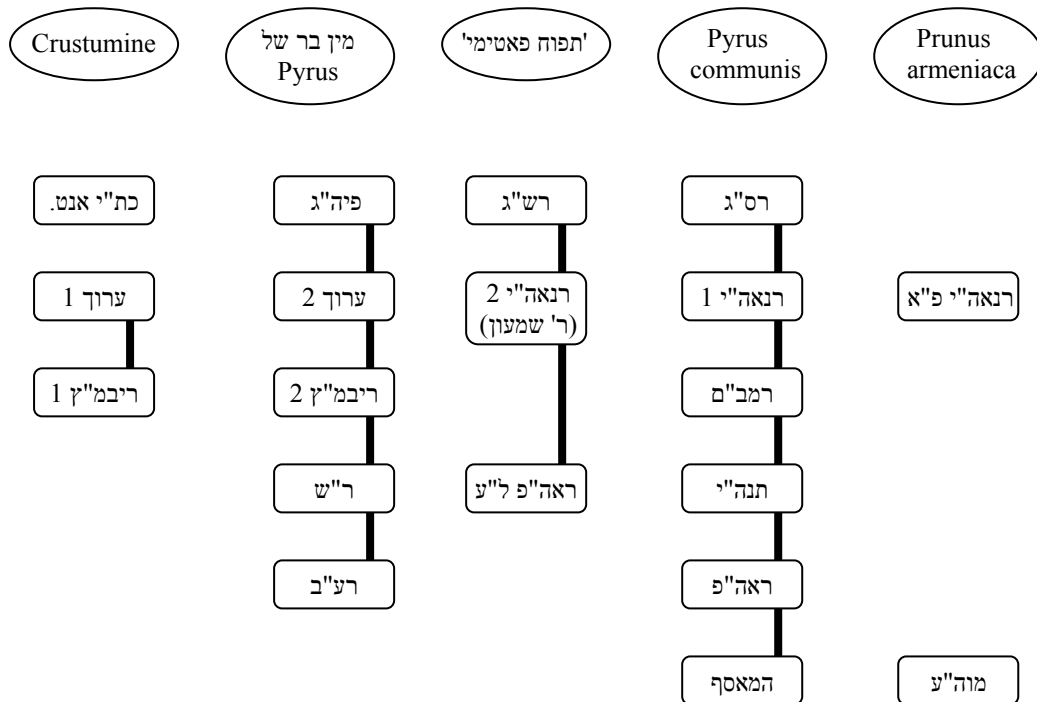 Crustumine
מין בר של
Pyrus
'תפוח פאטימי'
Pyrus
communis
Prunus
armeniaca
כת"י אנט.
פיה"ג
רש"ג
רס"ג
ערוך 1
ערוך 2
רנאה"י 2
(ר' שמעון)
רנאה"י 1
רנאה"י פ"א
ריבמ"ץ 1
ריבמ"ץ 2
רמב"ם
ר"ש
ראה"פ ל"ע
תנה"י
רע"ב
ראה"פ
המאסף
מוה"ע